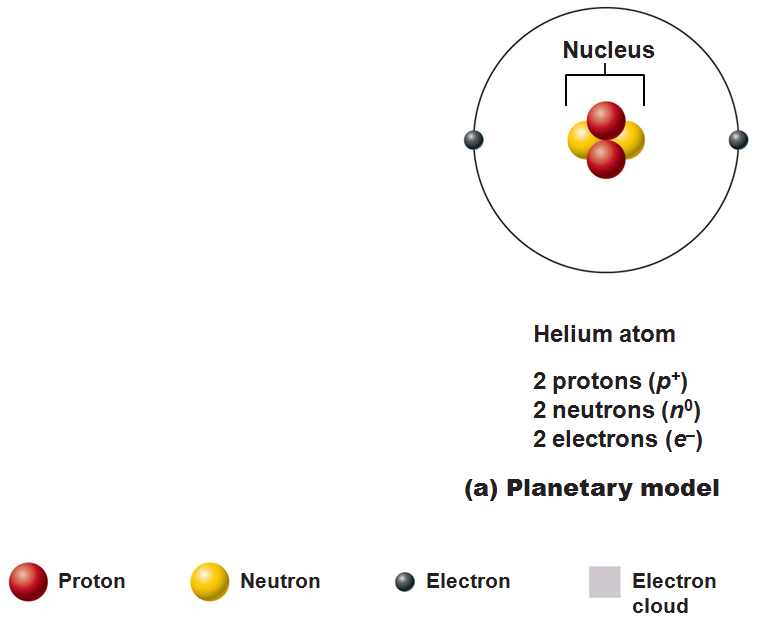 Nucleus
Helium atom
2 protons (p⁺)
2 neutrons (n⁰)
2 electrons (e⁻)
(a) Planetary model
Proton
Neutron
Electron
Electron
cloud